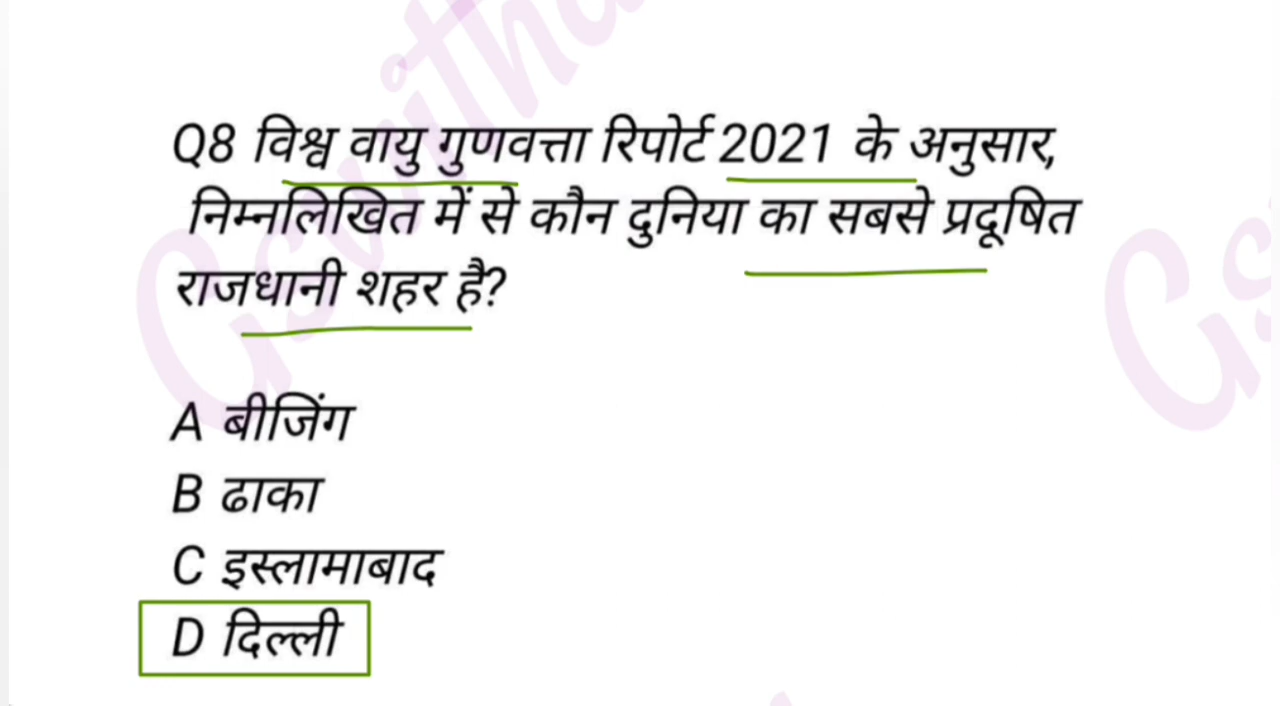 Q8 विश्व वायु गुणवत्ता रिपोर्ट 2021 के अनुसार,
निम्नलिखित में से कौन दुनिया का सबसे प्रदूषित
राजधानी शहर है?
A बीजिंग
B ढाका
C इस्लामाबाद
D दिल्ली